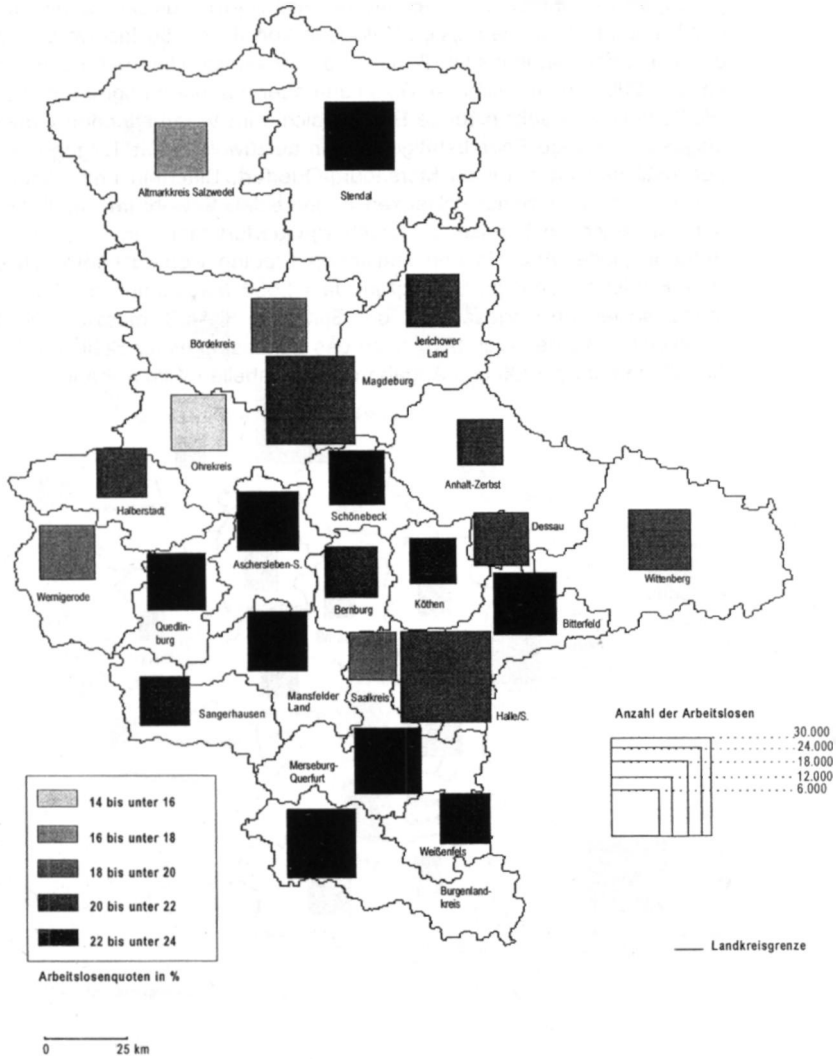 Altmarkkreis Salzwedel
Stendal
Bördekreis
Jerichower
Land
Magdeburg
Ohrekreis
Anhalt-Zerbst
Halberstadt
Schönebeck
Dessau
Aschersleben-S.
Wernigerode
Wittenberg
Bernburg
Köthen
Quedlin-
burg
Bitterfeld
Mansfelder
Land
Saalkreis
Sangerhausen
Halle/S.
Merseburg-
Querfurt
Weißenfels
Burgenland-
kreis
Anzahl der Arbeitslosen
30.000
24.000
18.000
12.000
6.000
14 bis unter 16
16 bis unter 18
18 bis unter 20
20 bis unter 22
22 bis unter 24
Arbeitslosenquoten in %
Landkreisgrenze
0 25 km